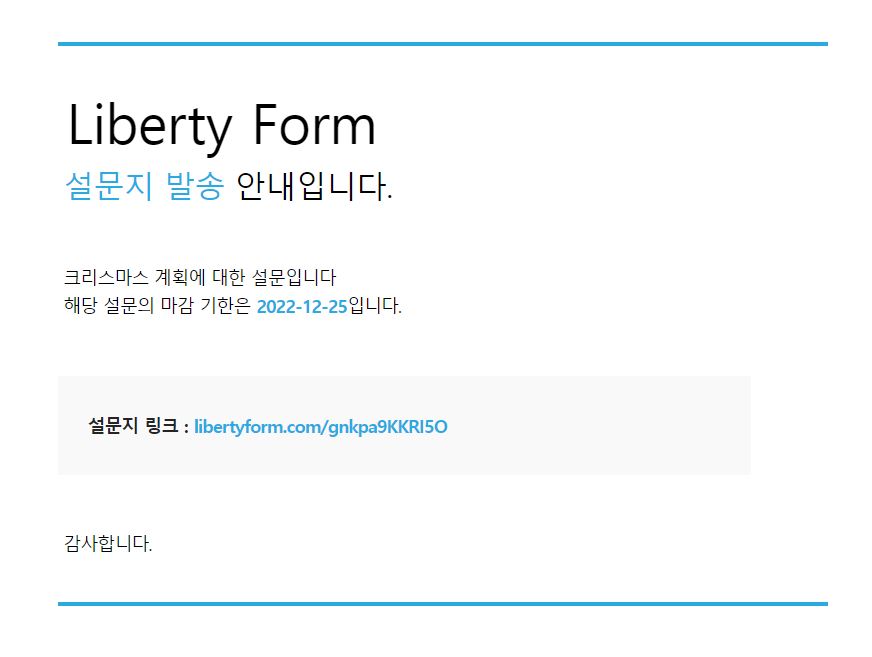 Liberty Form
설문지 발송 안내입니다.
크리스마스 계획에 대한 설문입니다
해당 설문의 마감 기한은 2022-12-25입니다.
설문지 링크 : libertyform.com/gnkpa9KKRI5O
감사합니다.